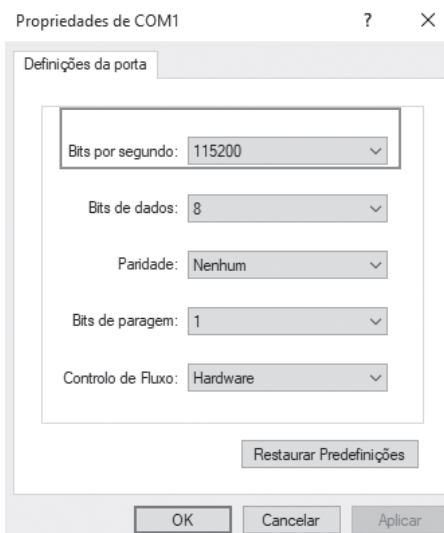 Propriedades de COM1 ? ×
Definições da porta
Bits por segundo: 115200
Bits de dados: 8
Paridade: Nenhum
Bits de paragem: 1
Controlo de Fluxo: Hardware
Restaurar Predefinições
OK Cancelar Aplicar